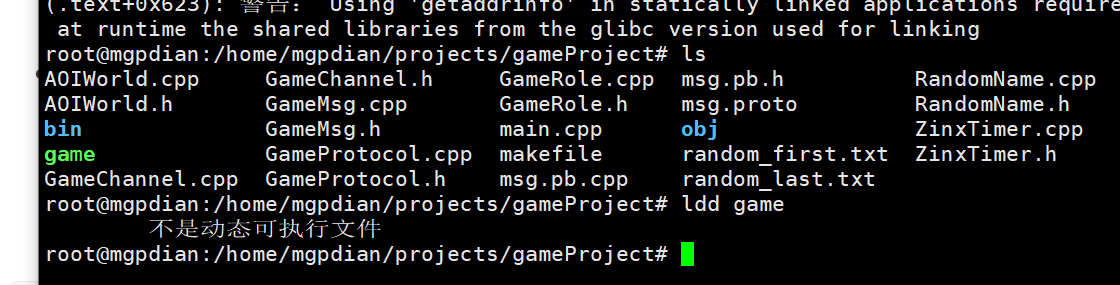 (.text+0x623): 警告： Using 'getaddrinfo' in statically linked applications require
at runtime the shared libraries from the glibc version used for linking
root@mgpdian:/home/mgpdian/projects/gameProject# ls
AOIWorld.cpp GameChannel.h GameRole.cpp msg.pb.h RandomName.cpp
AOIWorld.h GameMsg.cpp GameRole.h msg.proto RandomName.h
bin GameMsg.h main.cpp obj ZinxTimer.cpp
game GameProtocol.cpp makefile random_first.txt ZinxTimer.h
GameChannel.cpp GameProtocol.h msg.pb.cpp random_last.txt
root@mgpdian:/home/mgpdian/projects/gameProject# ldd game
不是动态可执行文件
root@mgpdian:/home/mgpdian/projects/gameProject#